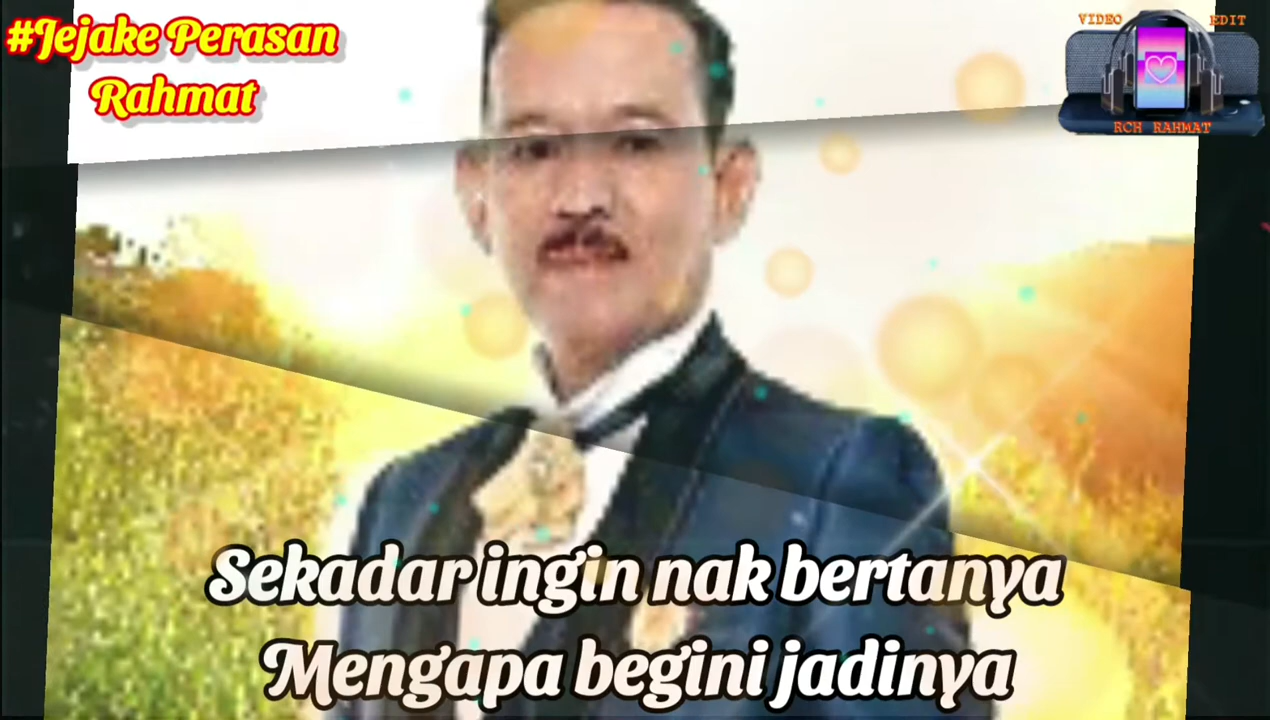 #Jejake Perasan
Rahmat
VIDEO EDIT
RCH RAHMAT
Sekadar ingin nak bertanya
Mengapa begini jadinya